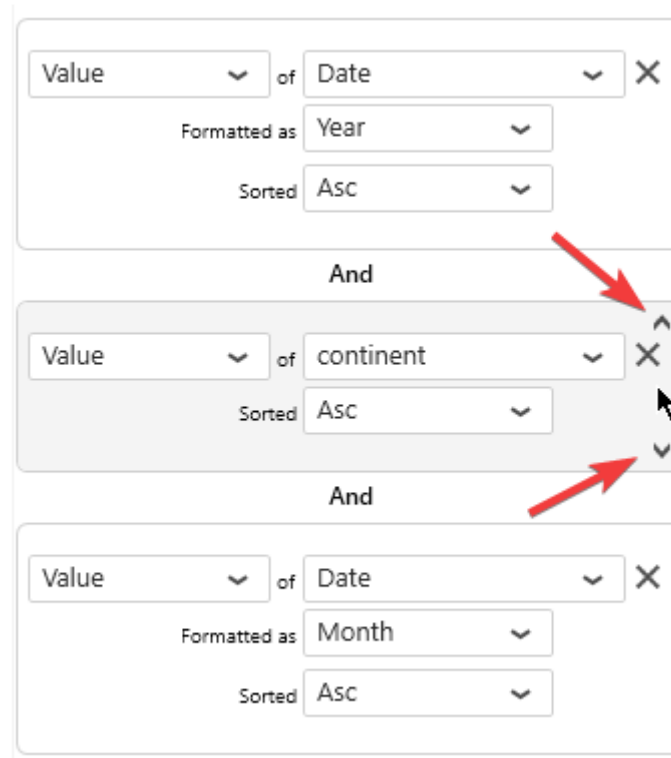 Value of Date
Formatted as Year
Sorted Asc
And
Value of continent
Sorted Asc
And
Value of Date
Formatted as Month
Sorted Asc